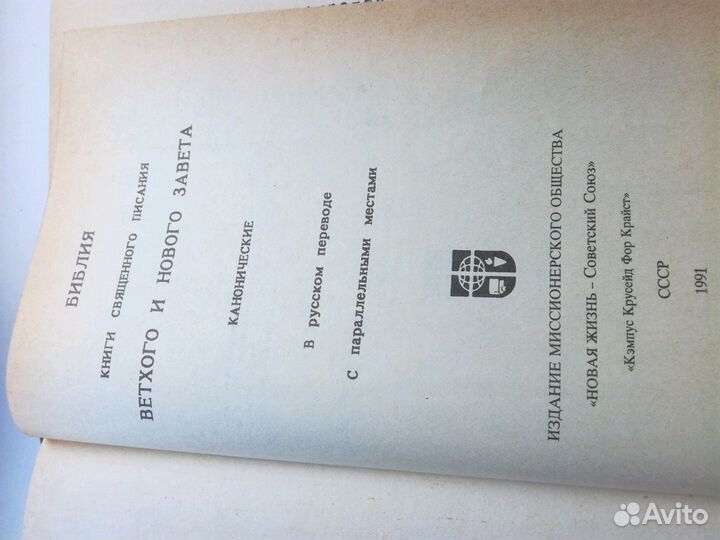 БИБЛИЯ
КНИГИ СВЯЩЕННОГО ПИСАНИЯ
ВЕТХОГО И НОВОГО ЗАВЕТА
КАНОНИЧЕСКИЕ
В русском переводе
С параллельными местами
ИЗДАНИЕ МИССИОНЕРСКОГО ОБЩЕСТВА
«НОВАЯ ЖИЗНЬ – Советский Союз»
«Кэмпус Крусейд Фор Крайст»
СССР
1991
Avito